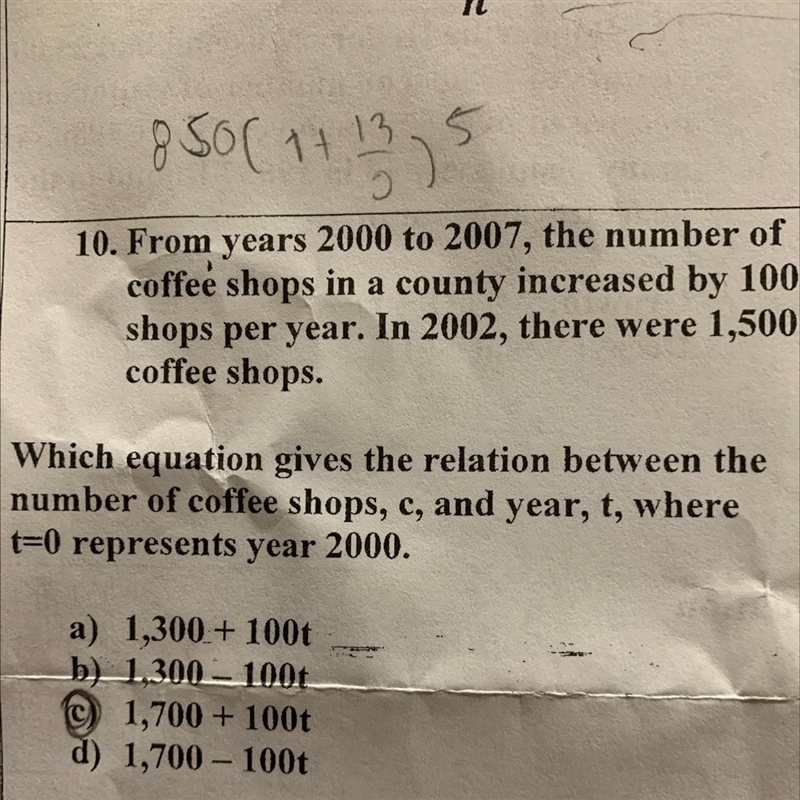 n
850(1+13/0)5
10. From years 2000 to 2007, the number of
coffee shops in a county increased by 100
shops per year. In 2002, there were 1,500
coffee shops.
Which equation gives the relation between the
number of coffee shops, c, and year, t, where
t=0 represents year 2000.
a) 1,300 + 100t
b) 1,300 – 100t
c) 1,700 + 100t
d) 1,700 – 100t